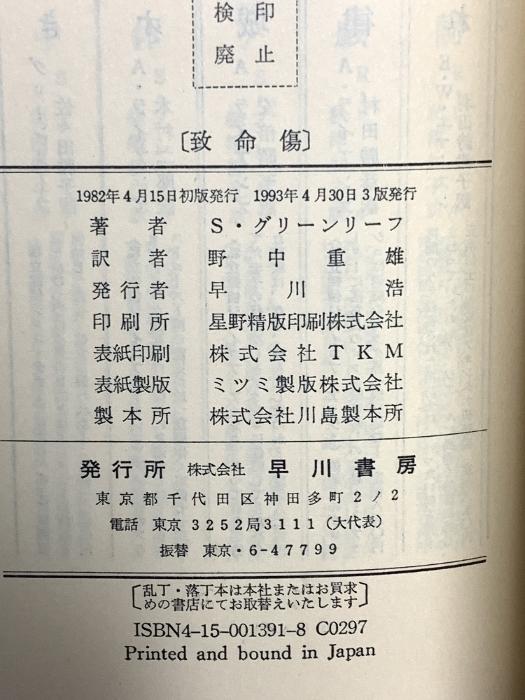 検印
廃止
〔致命傷〕
1982年4月15日初版発行 1993年4月30日3版発行
著者 S・グリーンリーフ
訳者 野中重雄
発行者 早川浩
印刷所 星野精版印刷株式会社
表紙印刷 株式会社TKM
表紙製版 ミツミ製版株式会社
製本所 株式会社川島製本所
発行所 株式会社 早川書房
東京都千代田区神田多町2ノ2
電話 東京 3252局3111(大代表)
振替 東京・6-47799
乱丁・落丁本は本社またはお買求
めの書店にてお取替えいたします
ISBN4-15-001391-8 C0297
Printed and bound in Japan